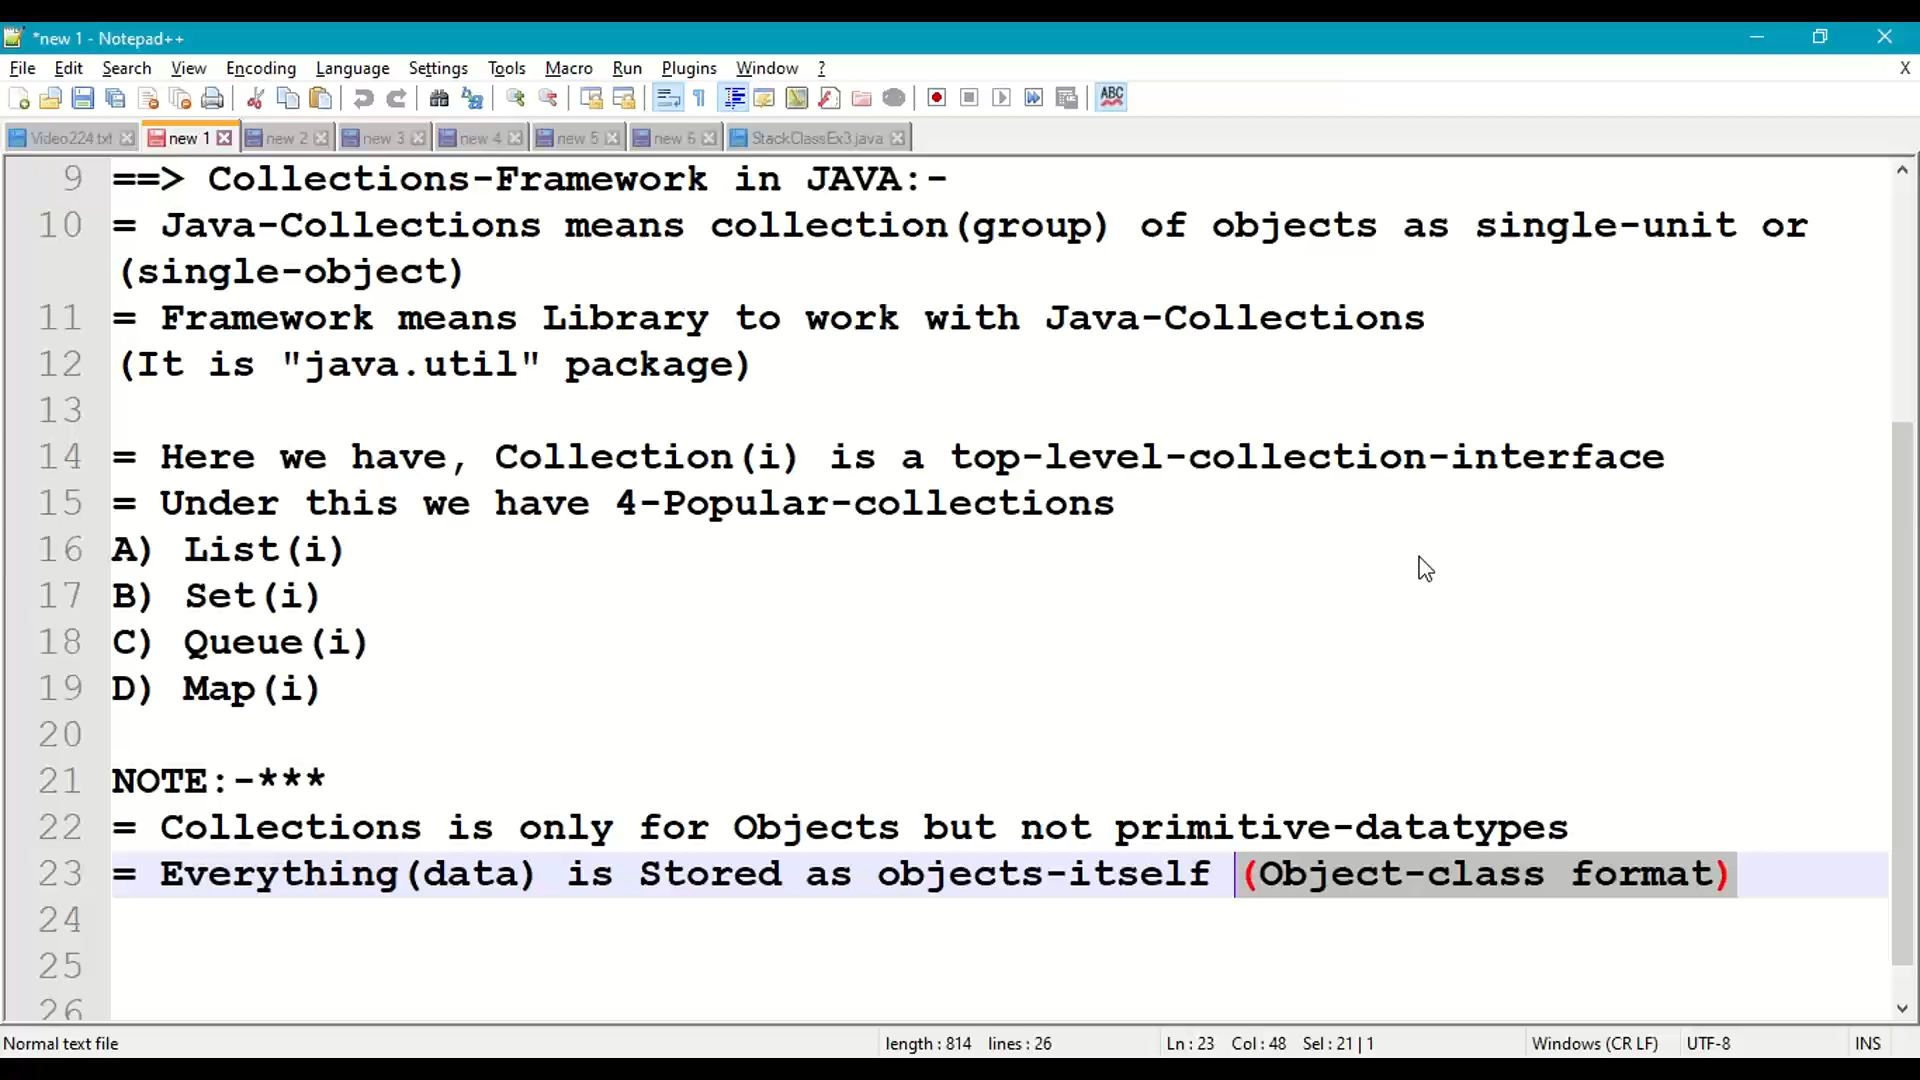 *new 1 - Notepad++
File Edit Search View Encoding Language Settings Tools Macro Run Plugins Window ? X
ABC
Video224.txt new 1 new 2 new 3 new 4 new 5 new 6 StackClassEx3.java
9 ==> Collections-Framework in JAVA:-
10 = Java-Collections means collection(group) of objects as single-unit or
(single-object)
11 = Framework means Library to work with Java-Collections
12 (It is "java.util" package)
13
14 = Here we have, Collection(i) is a top-level-collection-interface
15 = Under this we have 4-Popular-collections
16 A) List(i)
17 B) Set(i)
18 C) Queue(i)
19 D) Map(i)
20
21 NOTE:-***
22 = Collections is only for Objects but not primitive-datatypes
23 = Everything(data) is Stored as objects-itself (Object-class format)
24
25
26
Normal text file length : 814 lines : 26 Ln : 23 Col : 48 Sel : 21 | 1 Windows (CR LF) UTF-8 INS